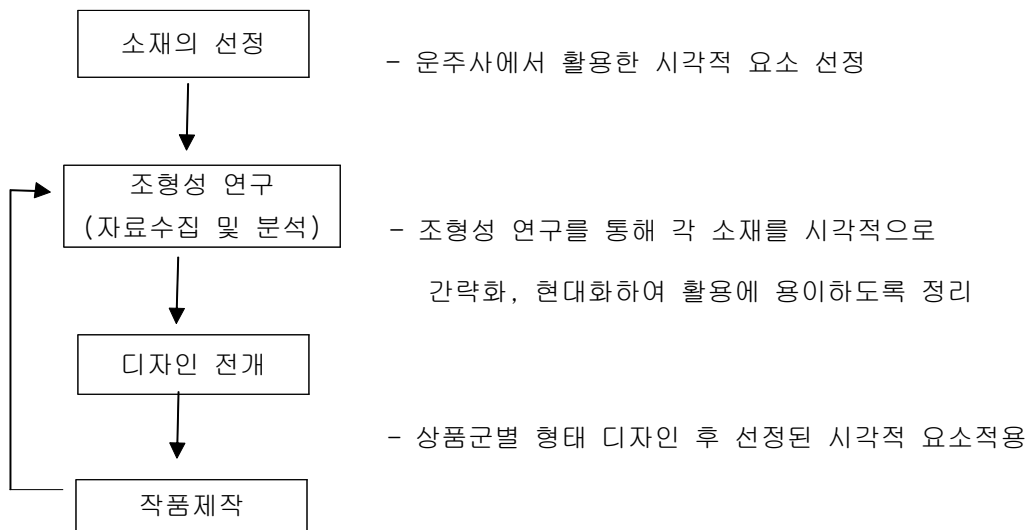 소재의 선정
- 운주사에서 활용한 시각적 요소 선정
조형성 연구
(자료수집 및 분석)
- 조형성 연구를 통해 각 소재를 시각적으로
간략화, 현대화하여 활용에 용이하도록 정리
디자인 전개
- 상품군별 형태 디자인 후 선정된 시각적 요소적용
작품제작